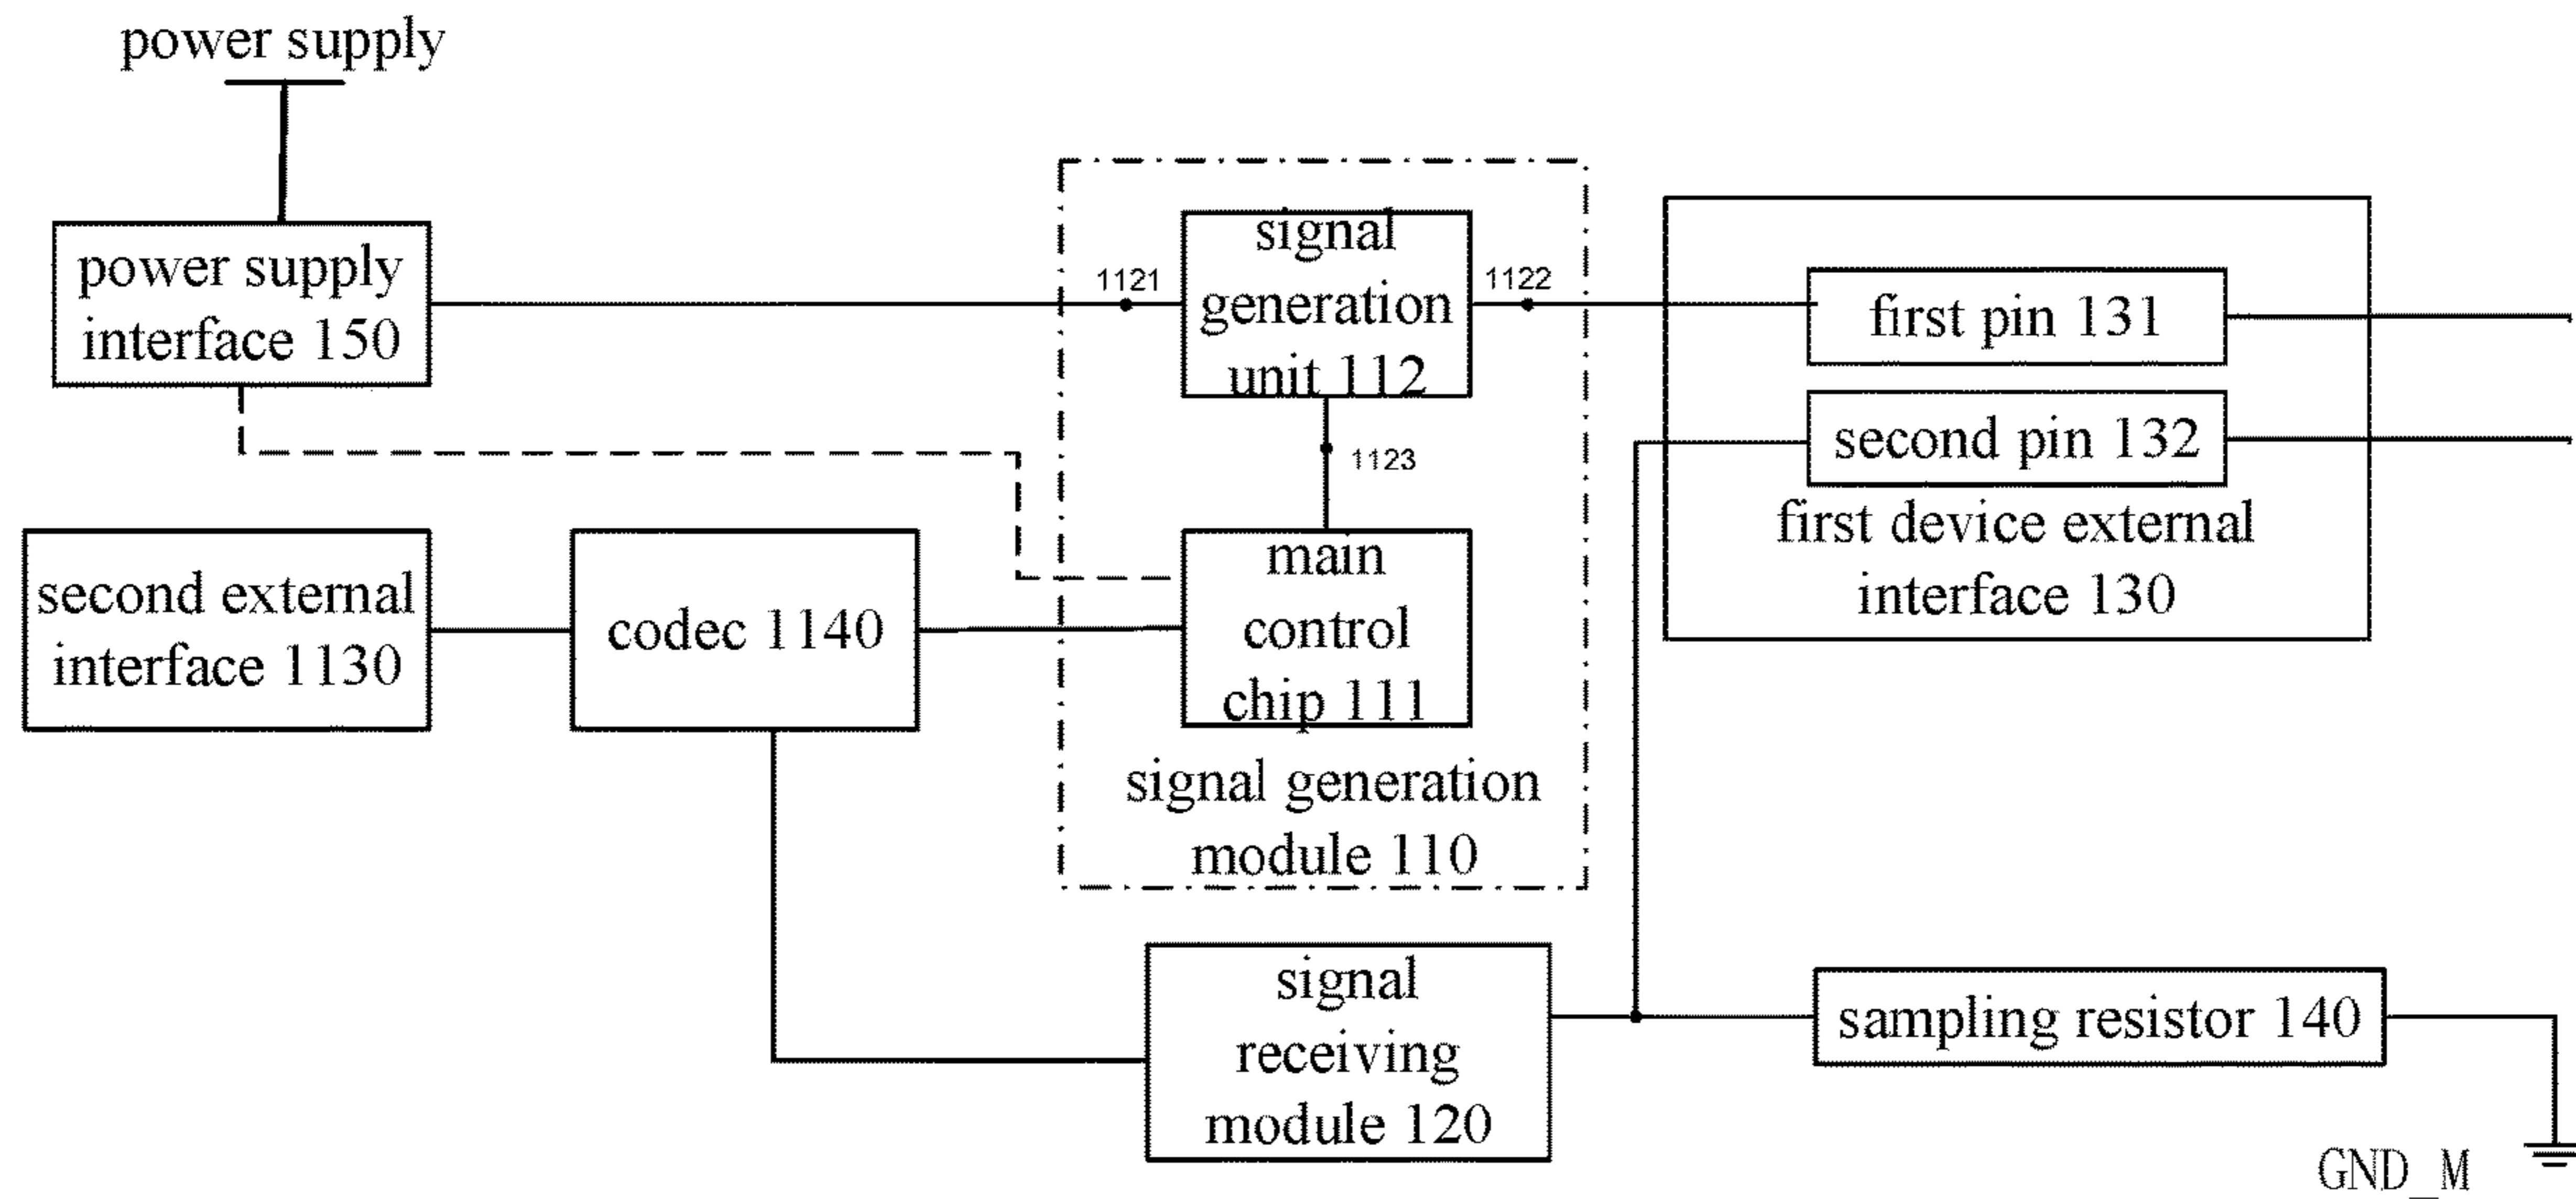 power supply
power supply
interface 150
1121
signal
generation
unit 112
1122
1123
first pin 131
second pin 132
first device external
interface 130
second external
interface 1130
codec 1140
main
control
chip 111
signal generation
module 110
signal
receiving
module 120
sampling resistor 140
GND_M